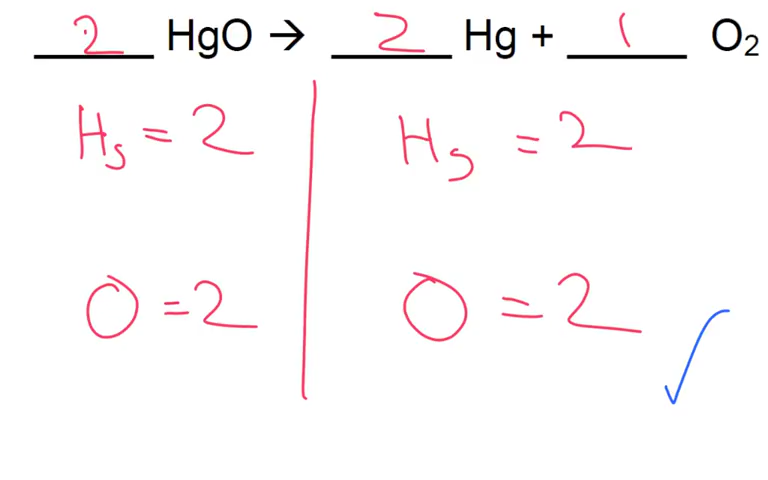 2 HgO → 2 Hg + 1 O₂
Hg = 2 Hg = 2
O = 2 O = 2